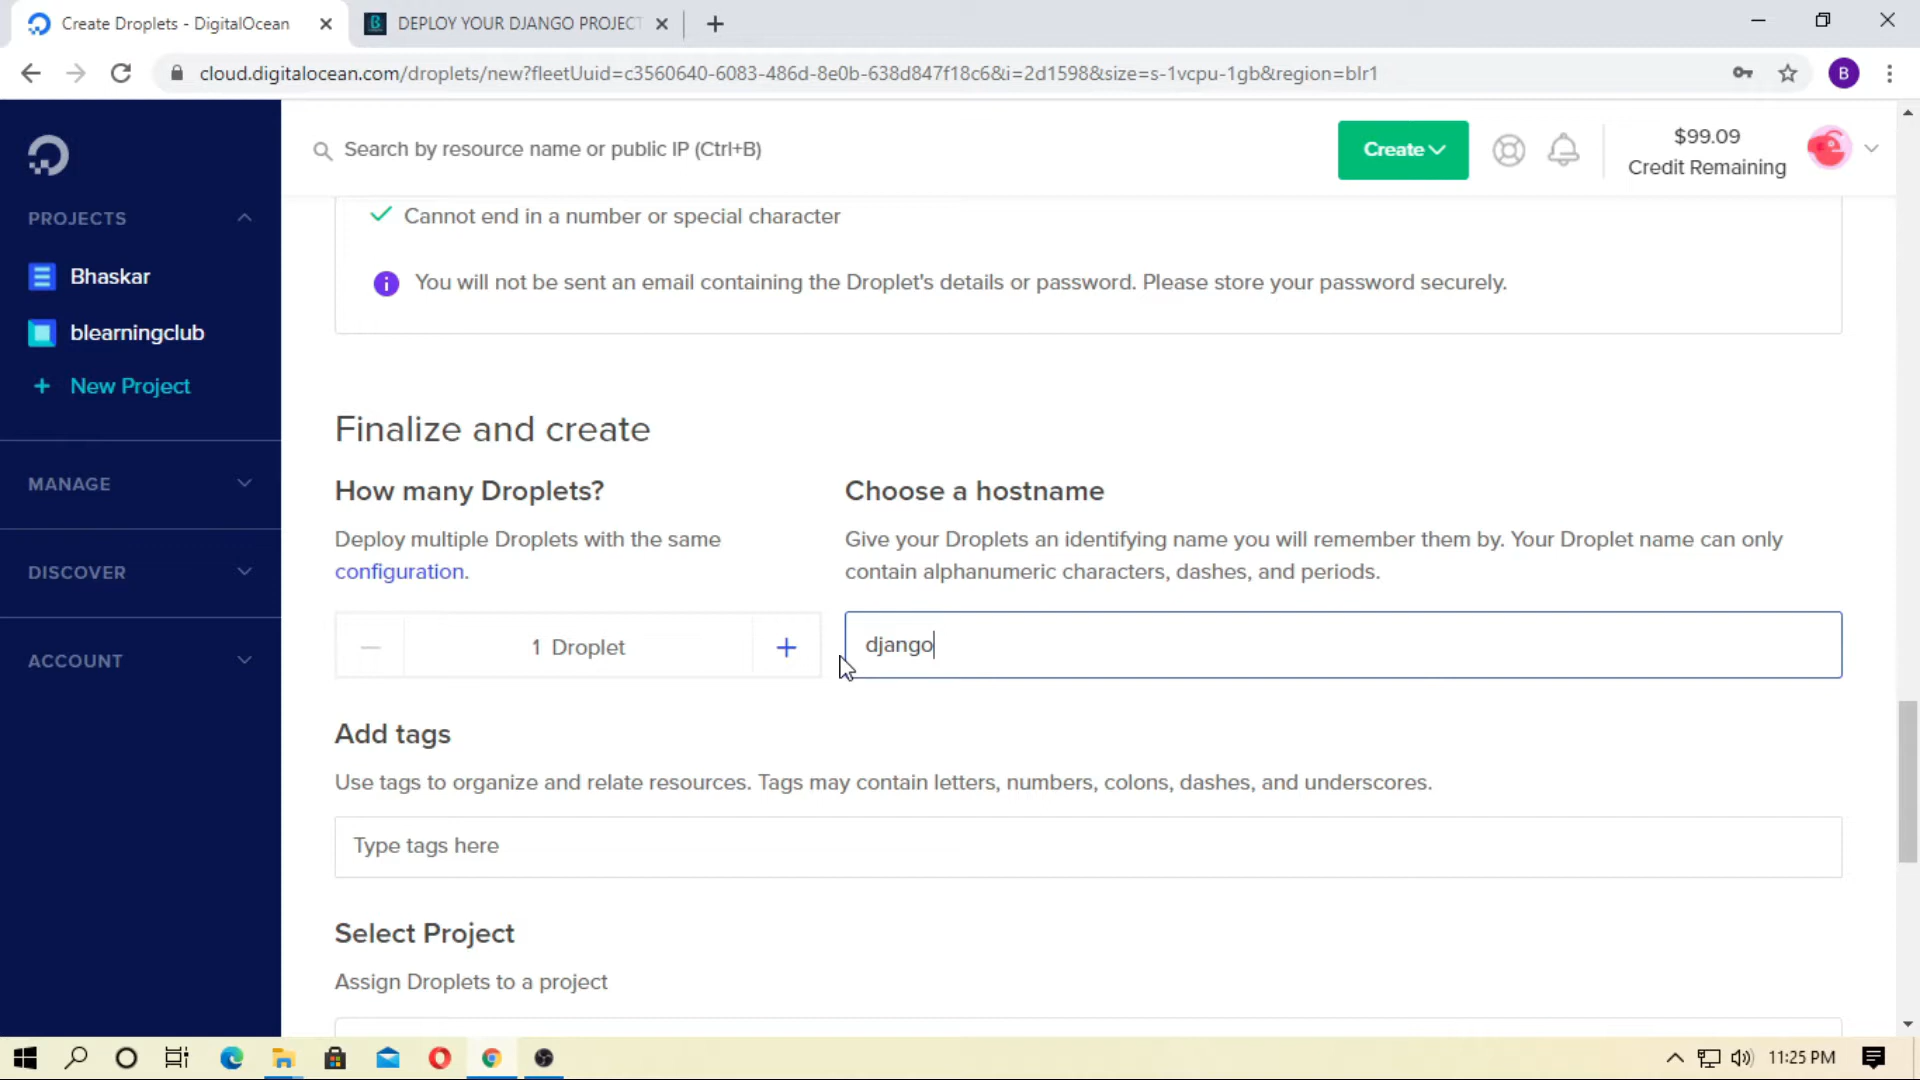 Create Droplets - DigitalOcean
DEPLOY YOUR DJANGO PROJECT
cloud.digitalocean.com/droplets/new?fleetUuid=c3560640-6083-486d-8e0b-638d847f18c6&i=2d1598&size=s-1vcpu-1gb&region=blr1
B
Search by resource name or public IP (Ctrl+B)
Create
$99.09
Credit Remaining
PROJECTS
Bhaskar
blearningclub
+ New Project
MANAGE
DISCOVER
ACCOUNT
Cannot end in a number or special character
You will not be sent an email containing the Droplet's details or password. Please store your password securely.
Finalize and create
How many Droplets?
Deploy multiple Droplets with the same
configuration.
1 Droplet
Choose a hostname
Give your Droplets an identifying name you will remember them by. Your Droplet name can only
contain alphanumeric characters, dashes, and periods.
django
Add tags
Use tags to organize and relate resources. Tags may contain letters, numbers, colons, dashes, and underscores.
Type tags here
Select Project
Assign Droplets to a project
11:25 PM